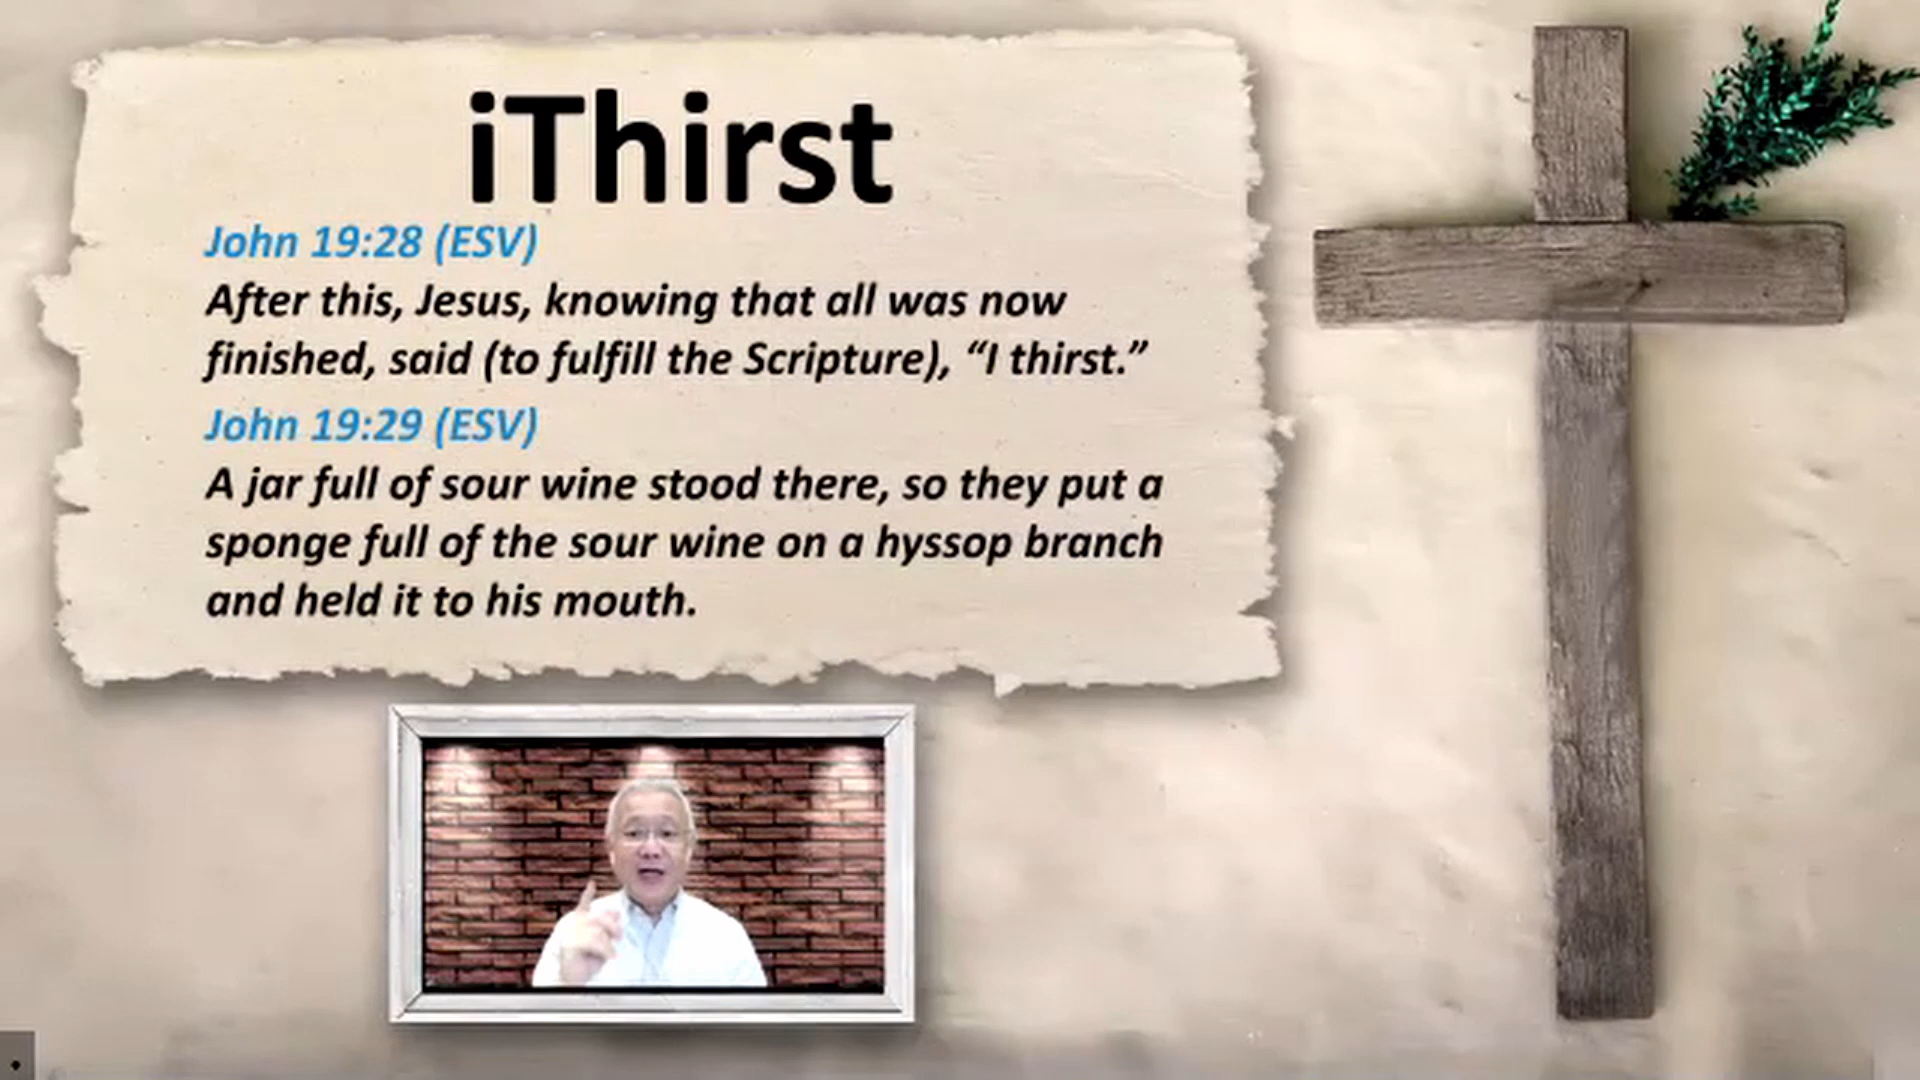 iThirst
John 19:28 (ESV)
After this, Jesus, knowing that all was now
finished, said (to fulfill the Scripture), “I thirst.”
John 19:29 (ESV)
A jar full of sour wine stood there, so they put a
sponge full of the sour wine on a hyssop branch
and held it to his mouth.